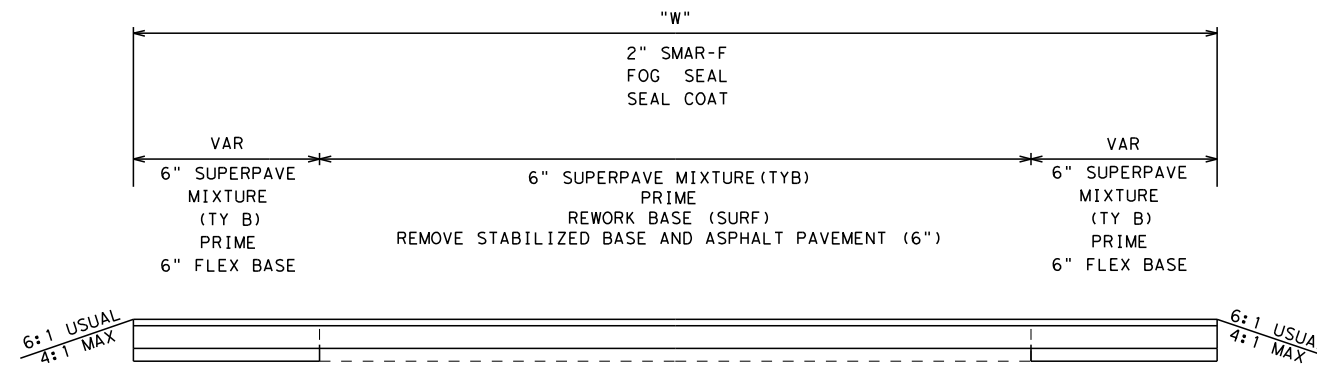 "W"
2" SMAR-F
FOG SEAL
SEAL COAT
VAR
6" SUPERPAVE
MIXTURE
(TY B)
PRIME
6" FLEX BASE
6" SUPERPAVE MIXTURE(TYB)
PRIME
REWORK BASE (SURF)
REMOVE STABILIZED BASE AND ASPHALT PAVEMENT (6")
VAR
6" SUPERPAVE
MIXTURE
(TY B)
PRIME
6" FLEX BASE
6:1 USUAL
4:1 MAX
6:1 USUAL
4:1 MAX